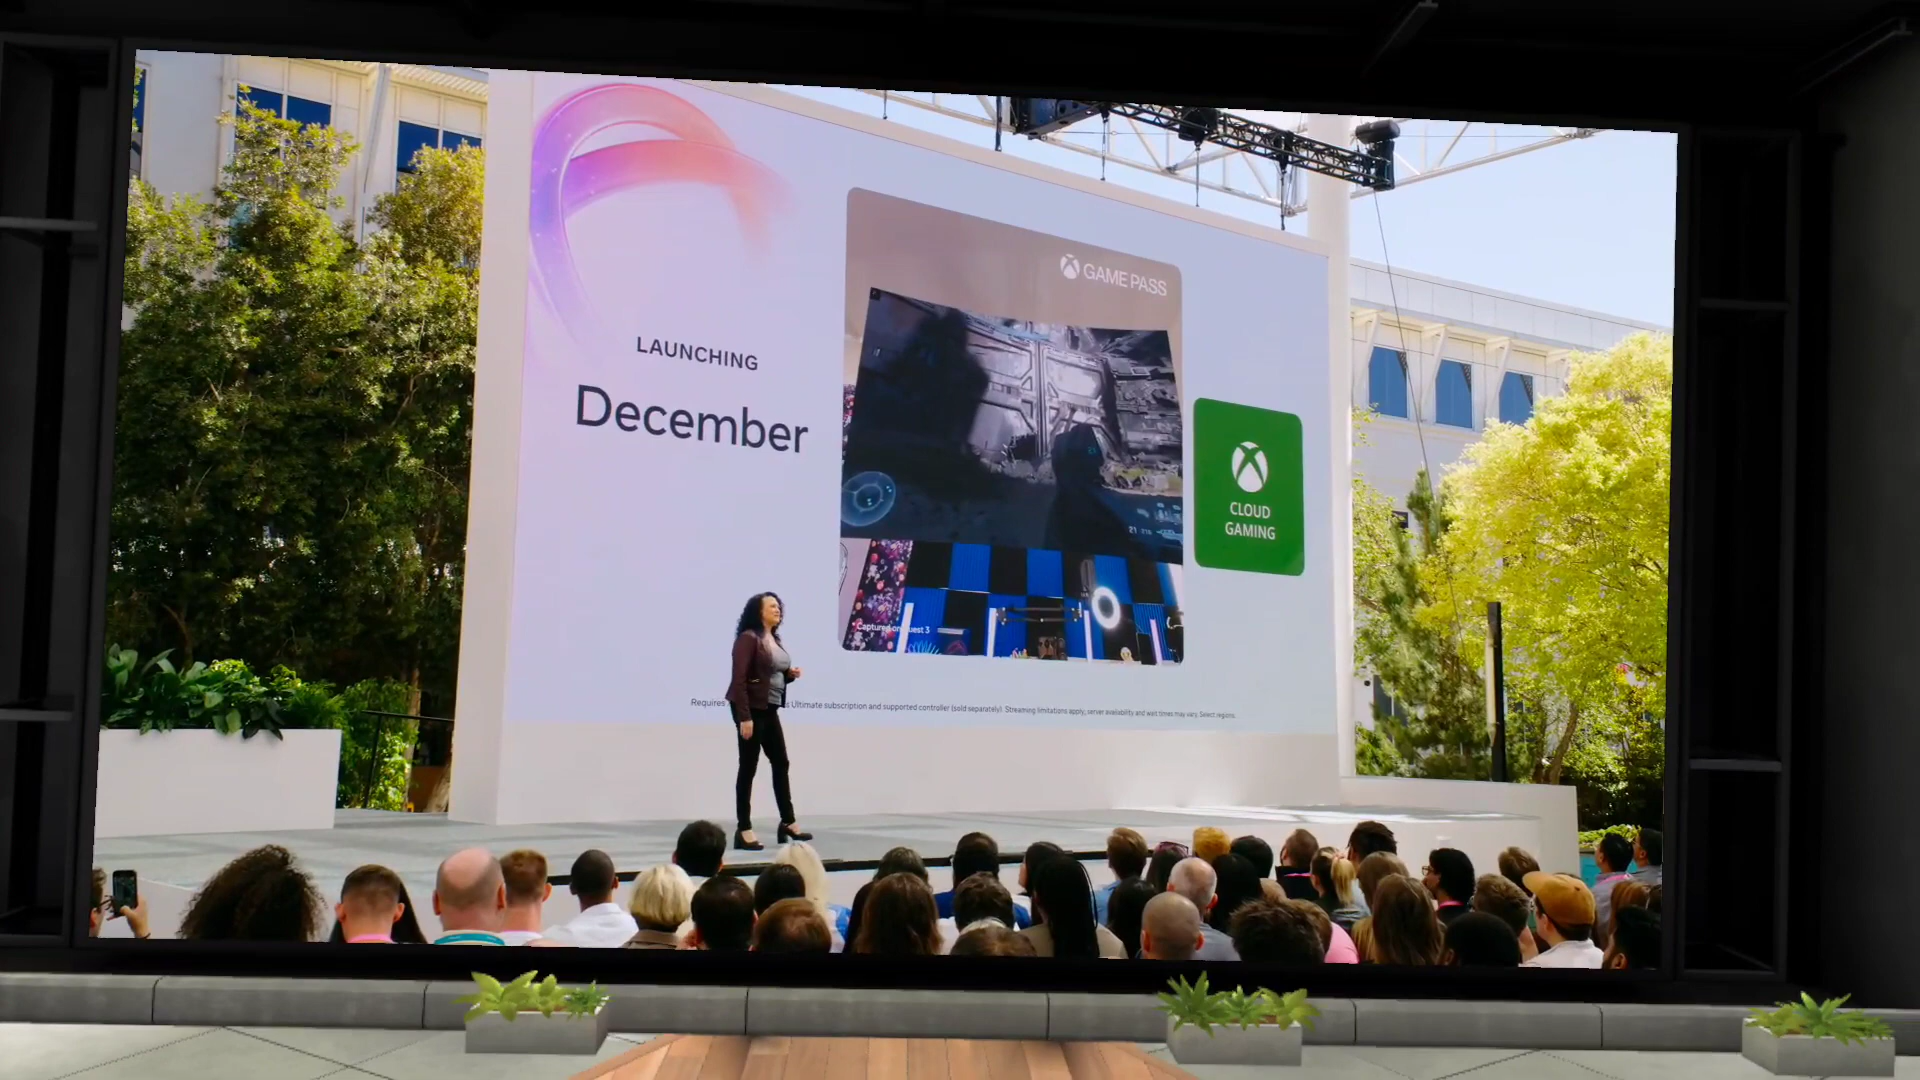 GAME PASS
LAUNCHING
December
CLOUD
GAMING
21
Captured on Quest 3
Requires Ultimate subscription and supported controller (sold separately). Streaming limitations apply, server availability and wait times may vary. Select regions.